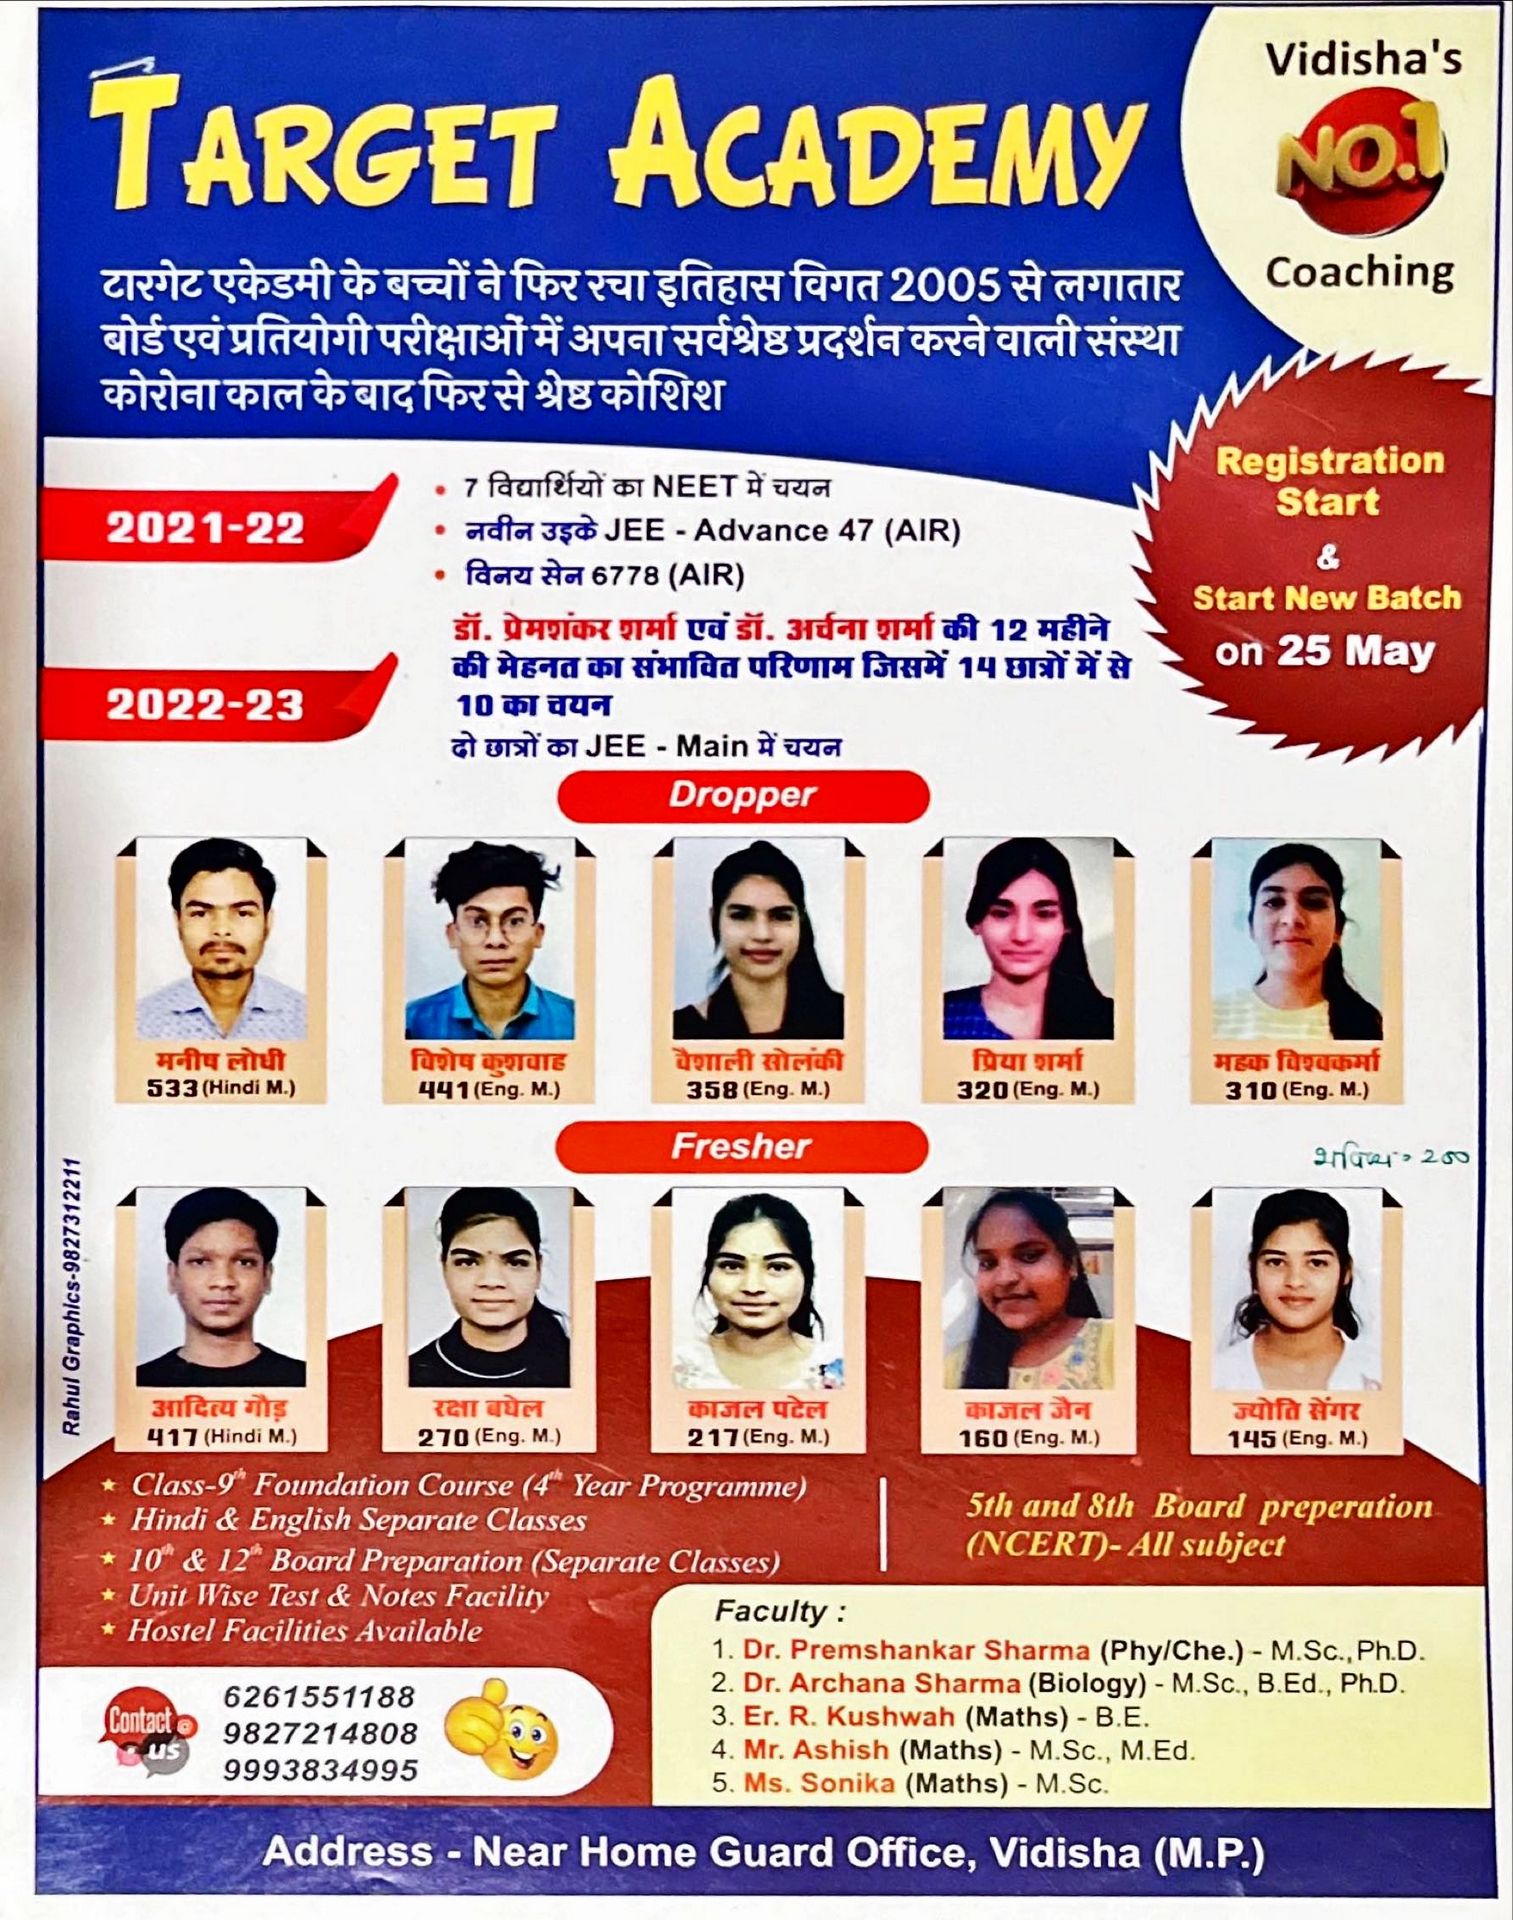 Vidisha's
NO.1
Coaching
TARGET ACADEMY
टारगेट एकेडमी के बच्चों ने फिर रचा इतिहास विगत 2005 से लगातार
बोर्ड एवं प्रतियोगी परीक्षाओं में अपना सर्वश्रेष्ठ प्रदर्शन करने वाली संस्था
कोरोना काल के बाद फिर से श्रेष्ठ कोशिश
Registration
Start
&
Start New Batch
on 25 May
2021-22
• 7 विद्यार्थियों का NEET में चयन
• नवीन उइके JEE - Advance 47 (AIR)
• विनय सेन 6778 (AIR)
2022-23
डॉ. प्रेमशंकर शर्मा एवं डॉ. अर्चना शर्मा की 12 महीने
की मेहनत का संभावित परिणाम जिसमें 14 छात्रों में से
10 का चयन
दो छात्रों का JEE - Main में चयन
Dropper
मनीष लोधी
533 (Hindi M.)
विशेष कुशवाह
441 (Eng. M.)
वैशाली सोलंकी
358 (Eng. M.)
प्रिया शर्मा
320 (Eng. M.)
महक विश्वकर्मा
310 (Eng. M.)
Fresher
200
आदित्य गौड़
417 (Hindi M.)
रक्षा बघेल
270 (Eng. M.)
काजल पटेल
217 (Eng. M.)
काजल जैन
160 (Eng. M.)
ज्योति सेंगर
145 (Eng. M.)
Rahul Graphics-9827312211
★ Class-9th Foundation Course (4th Year Programme)
★ Hindi & English Separate Classes
★ 10th & 12th Board Preparation (Separate Classes)
★ Unit Wise Test & Notes Facility
★ Hostel Facilities Available
5th and 8th Board preperation
(NCERT)- All subject
Contact @
us
6261551188
9827214808
9993834995
Faculty :
1. Dr. Premshankar Sharma (Phy/Che.) - M.Sc., Ph.D.
2. Dr. Archana Sharma (Biology) - M.Sc., B.Ed., Ph.D.
3. Er. R. Kushwah (Maths) - B.E.
4. Mr. Ashish (Maths) - M.Sc., M.Ed.
5. Ms. Sonika (Maths) - M.Sc.
Address - Near Home Guard Office, Vidisha (M.P.)